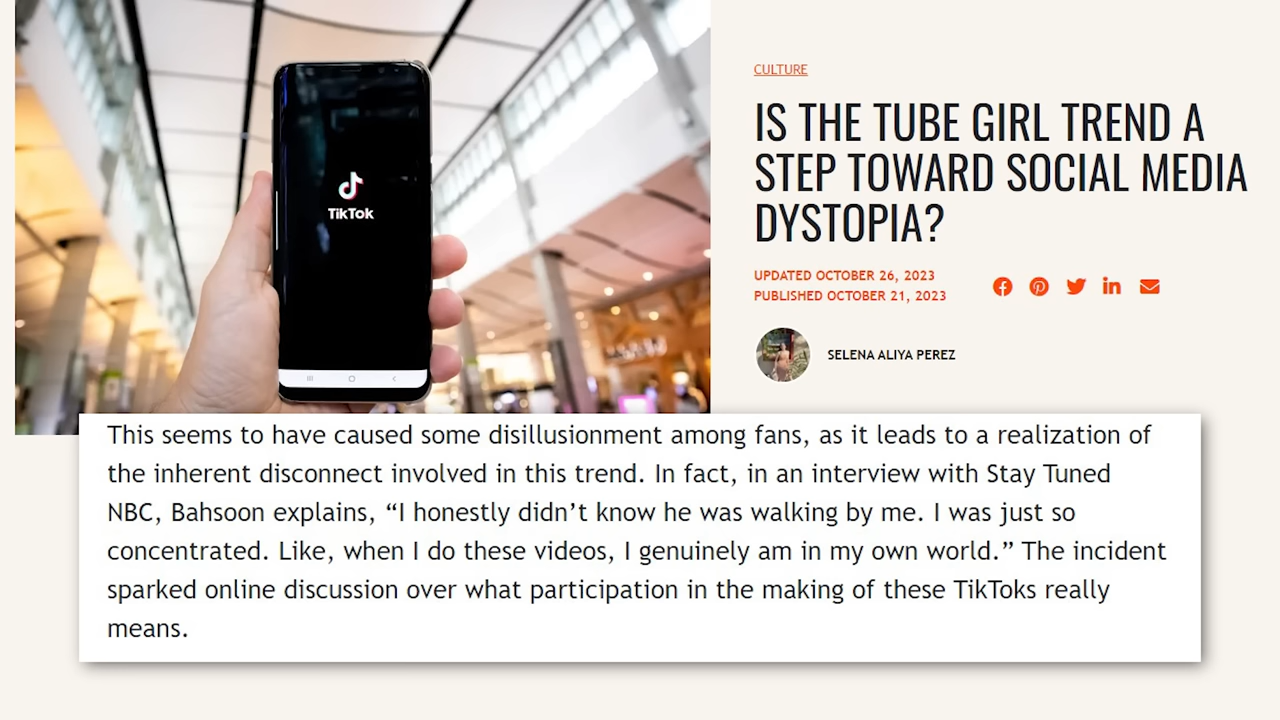 TikTok
CULTURE
IS THE TUBE GIRL TREND A
STEP TOWARD SOCIAL MEDIA
DYSTOPIA?
UPDATED OCTOBER 26, 2023
PUBLISHED OCTOBER 21, 2023
SELENA ALIYA PEREZ
This seems to have caused some disillusionment among fans, as it leads to a realization of
the inherent disconnect involved in this trend. In fact, in an interview with Stay Tuned
NBC, Bahsoon explains, “I honestly didn’t know he was walking by me. I was just so
concentrated. Like, when I do these videos, I genuinely am in my own world.” The incident
sparked online discussion over what participation in the making of these TikToks really
means.